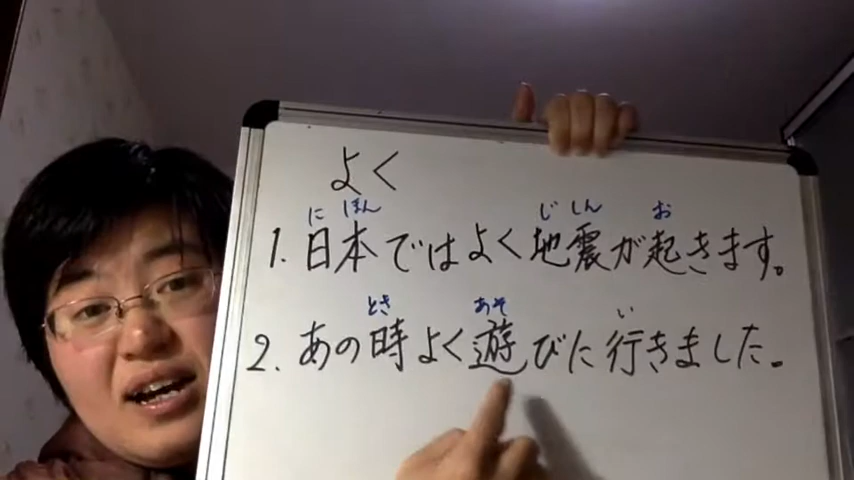 よく
に ほん じ しん お
1. 日本ではよく地震が起きます。
とき あそ い
2. あの時よく遊びに行きました。